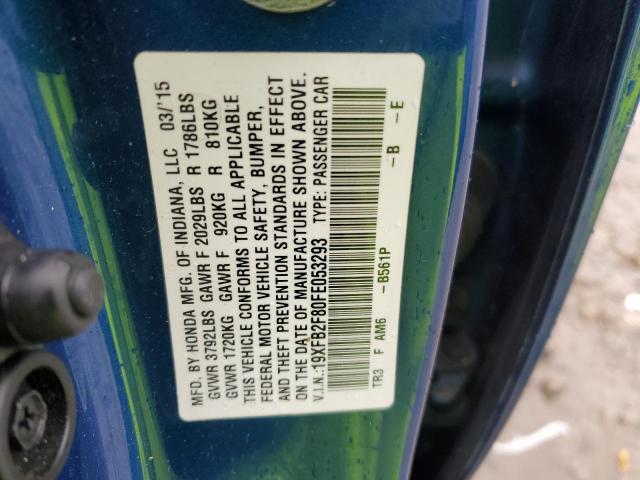 MFD. BY HONDA MFG. OF INDIANA, LLC 03/'15
GVWR 3792LBS GAWR F 2029LBS R 1786LBS
GVWR 1720KG GAWR F 920KG R 810KG
THIS VEHICLE CONFORMS TO ALL APPLICABLE
FEDERAL MOTOR VEHICLE SAFETY, BUMPER,
AND THEFT PREVENTION STANDARDS IN EFFECT
ON THE DATE OF MANUFACTURE SHOWN ABOVE.
V.I.N.:19XFB2F80FE053293 TYPE: PASSENGER CAR
TR3 F AM6 -B561P -B -E